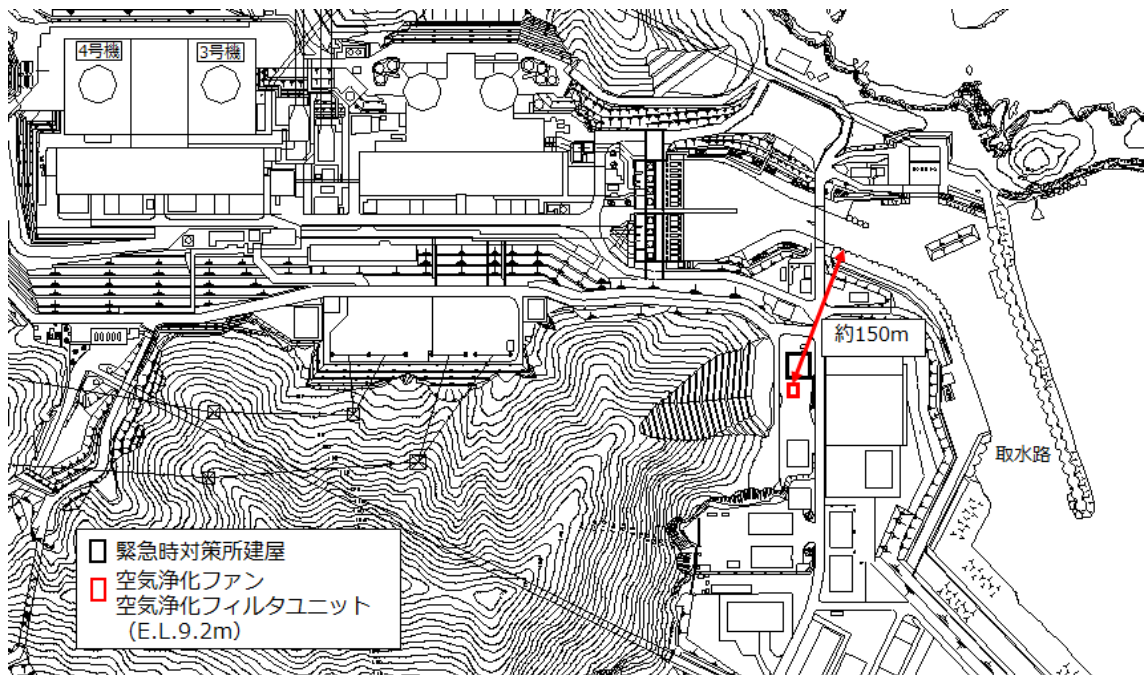 4号機
3号機
約150m
取水路
緊急時対策所建屋
空気浄化ファン
空気浄化フィルタユニット
(E.L.9.2m)